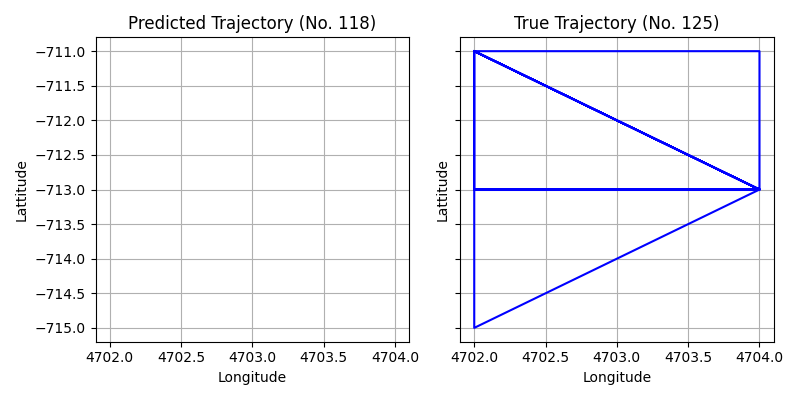 Predicted Trajectory (No. 118)
True Trajectory (No. 125)
−711.0
−711.5
−712.0
−712.5
−713.0
−713.5
−714.0
−714.5
−715.0
Lattitude
Lattitude
4702.0 4702.5 4703.0 4703.5 4704.0
4702.0 4702.5 4703.0 4703.5 4704.0
Longitude
Longitude